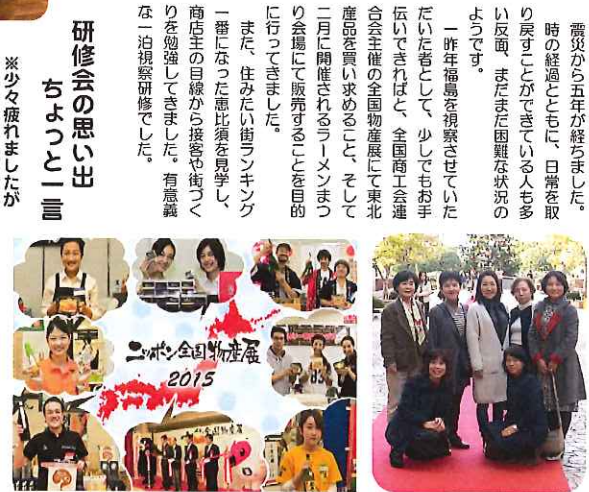 震災から五年が経ちました。
時の経過とともに、日常を取
り戻すことができている人も多
い反面、まだまだ困難な状況の
ようです。
一昨年福島を視察させていた
だいた者として、少しでもお手
伝いできればと、全国商工会連
合会主催の全国物産展にて東北
産品を買い求めること、そして
二月に開催されるラーメンまつ
り会場にて販売することを目的
に行ってきました。
また、住みたい街ランキング
一番になった恵比須を見学し、
商店主の目線から接客や街づく
りを勉強してきました。有意義
な一泊視察研修でした。
研修会の思い出
ちょっと一言
※少々疲れましたが
ニッポン全国物産展
2015